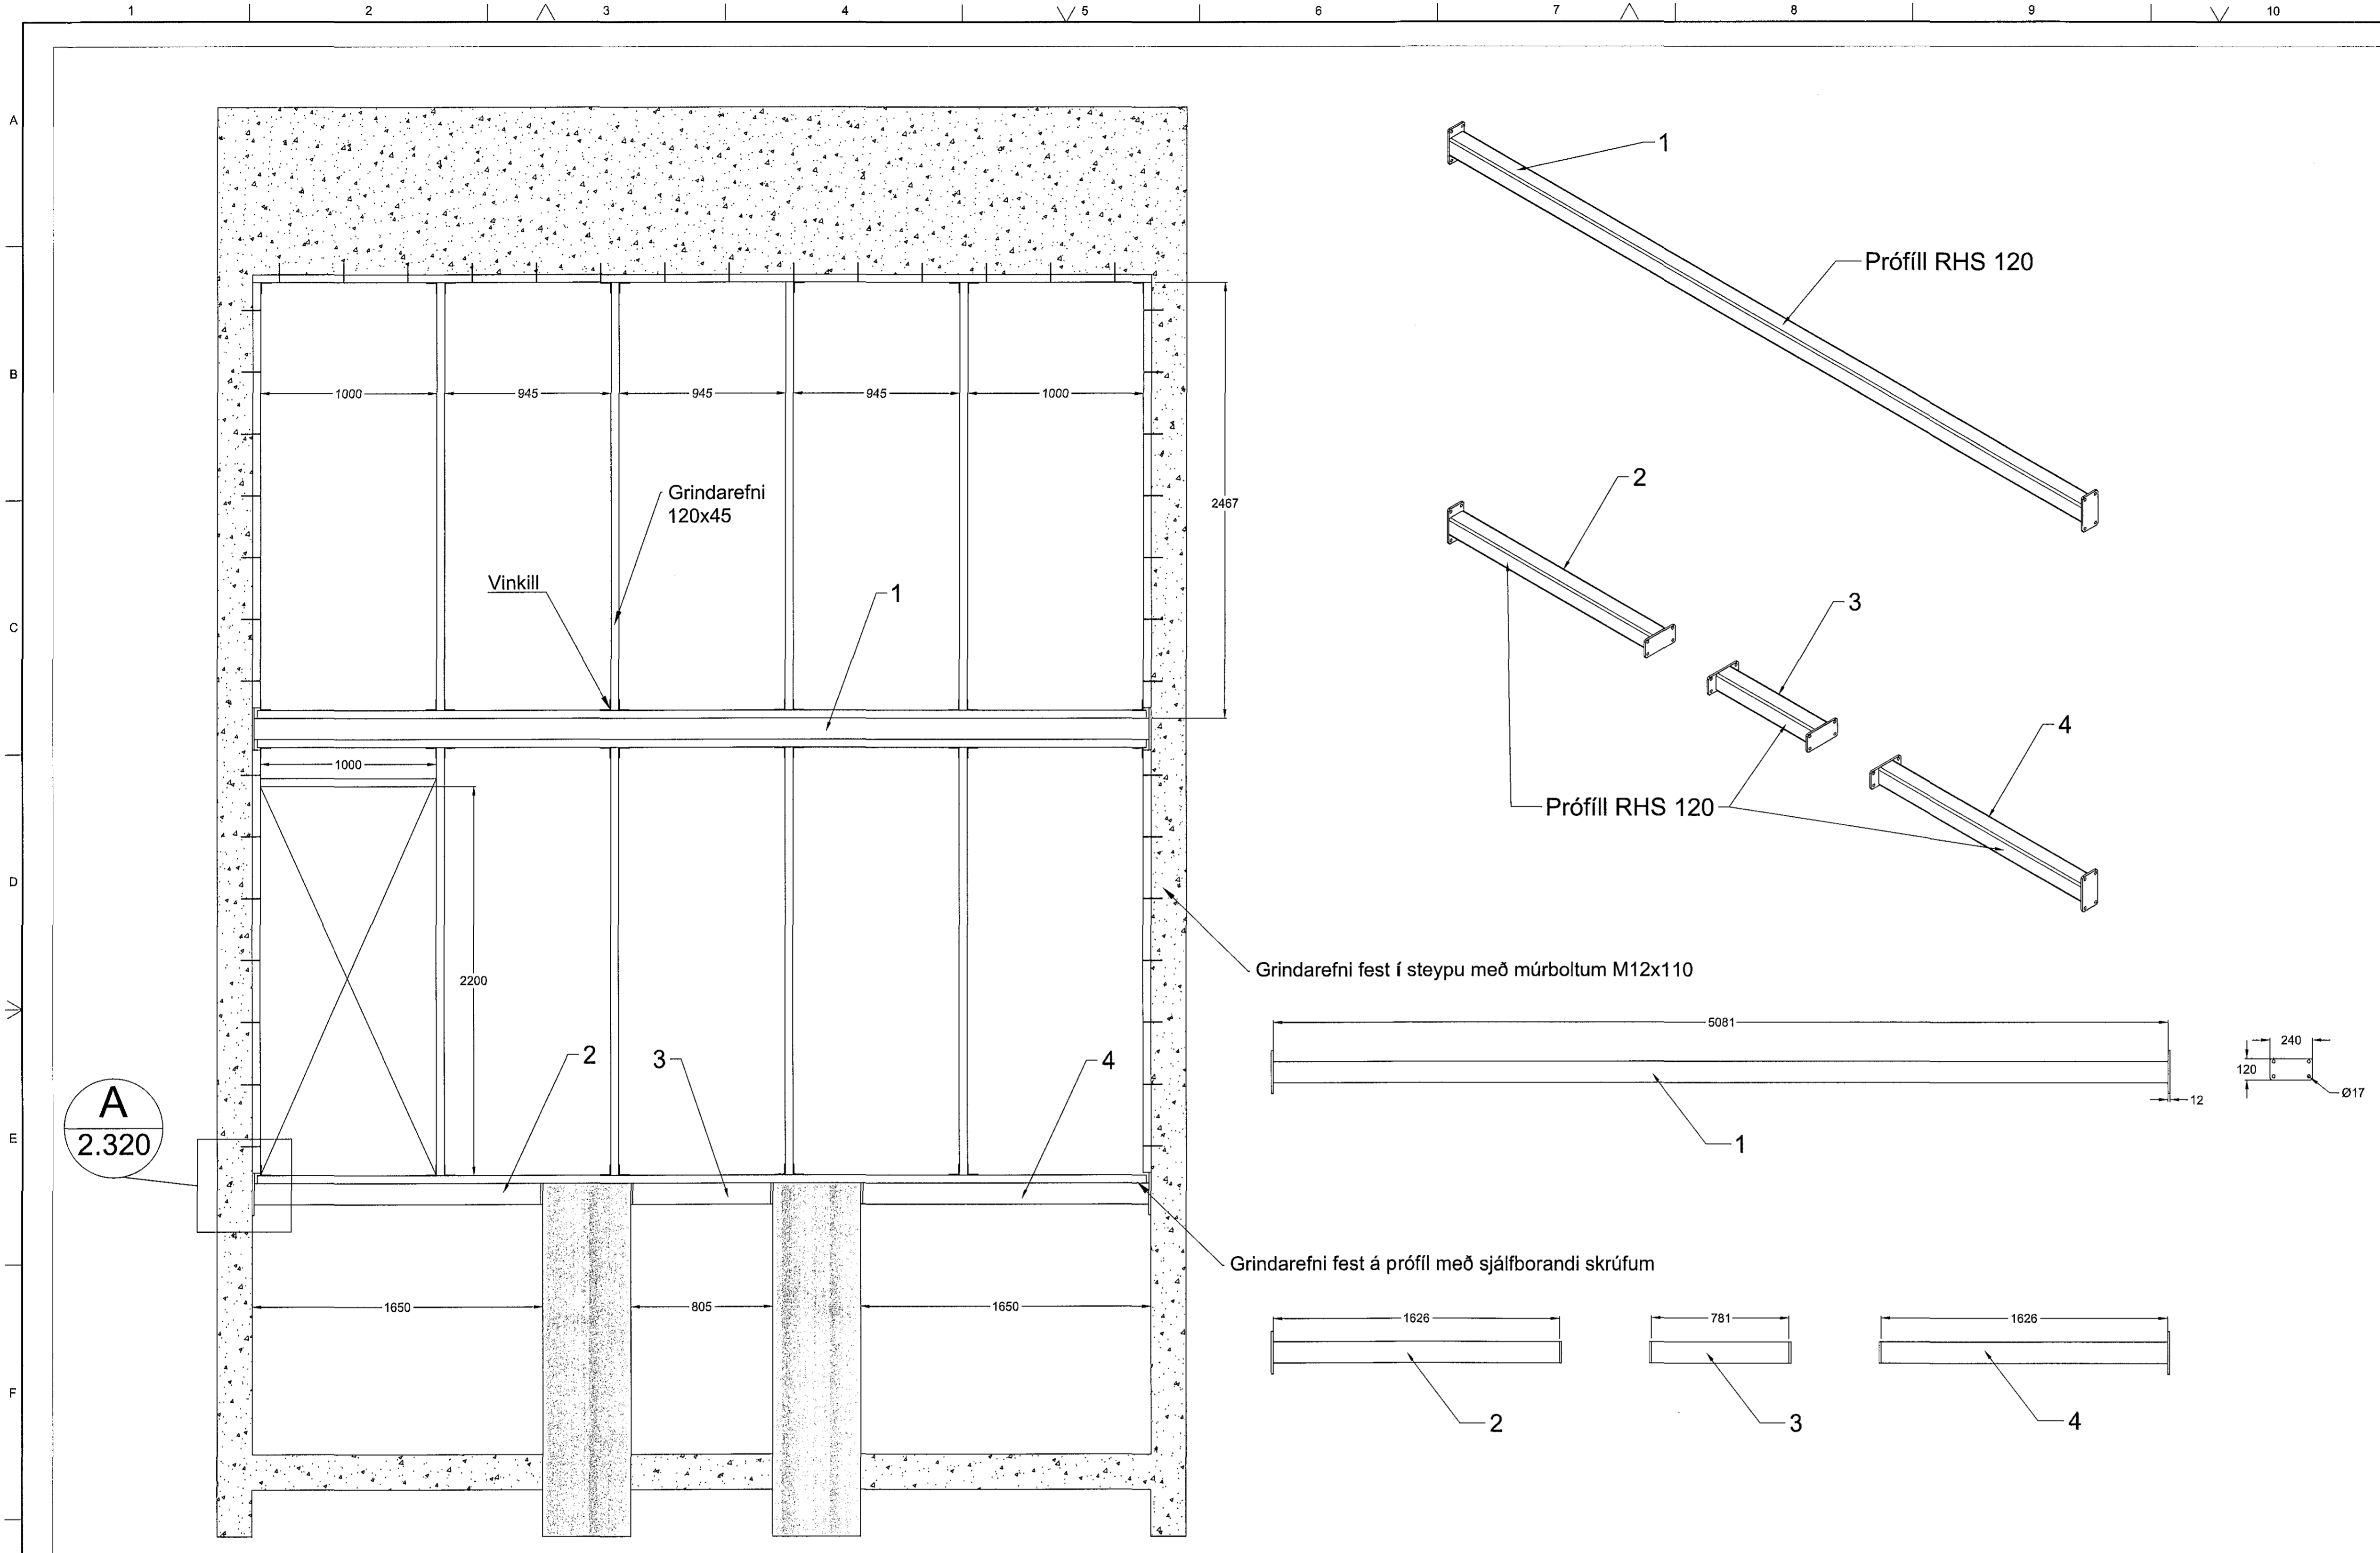 1 2 3 4 5 6 7 8 9 10
A
B
C
D
E
F
1000 945 945 945 1000
2467
Grindarefni
120x45
Vinkill
1
1000
2200
2 3 4
A
2.320
1650 805 1650
1
Prófíll RHS 120
2
3
4
Prófíll RHS 120
Grindarefni fest í steypu með múrboltum M12x110
5081
12
1
240
120
Ø17
Grindarefni fest á prófíl með sjálfborandi skrúfum
1626 781 1626
2 3 4